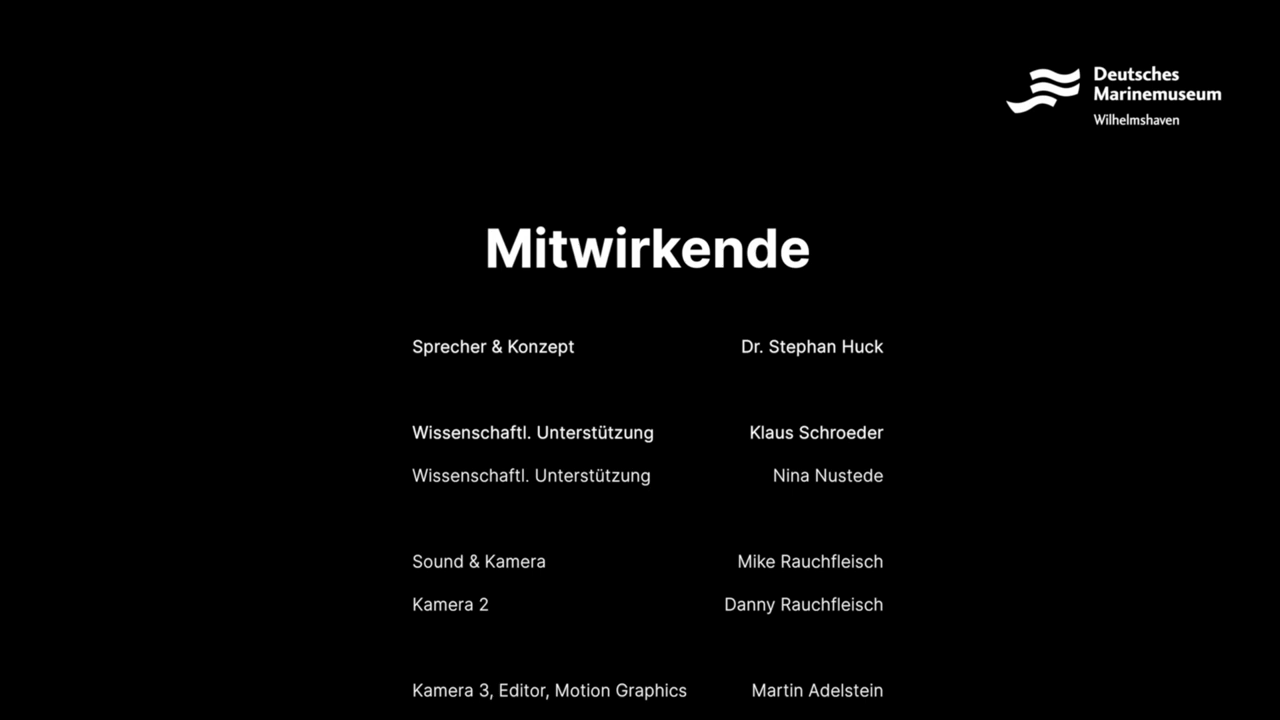 Deutsches
Marinemuseum
Wilhelmshaven
Mitwirkende
Sprecher & Konzept Dr. Stephan Huck
Wissenschaftl. Unterstützung Klaus Schroeder
Wissenschaftl. Unterstützung Nina Nustede
Sound & Kamera Mike Rauchfleisch
Kamera 2 Danny Rauchfleisch
Kamera 3, Editor, Motion Graphics Martin Adelstein